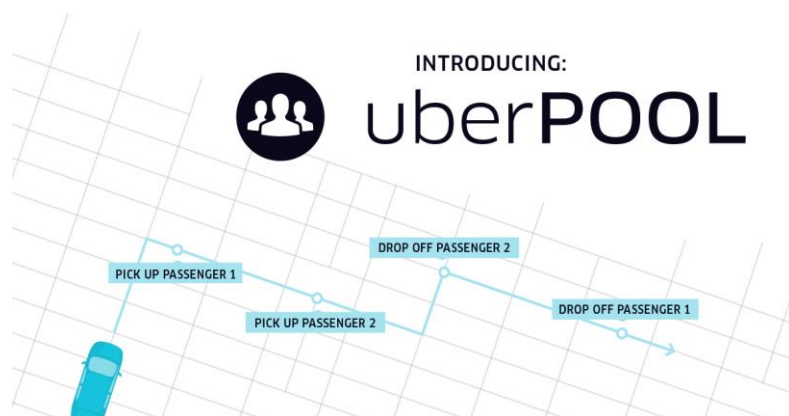 INTRODUCING:
uberPOOL
PICK UP PASSENGER 1
PICK UP PASSENGER 2
DROP OFF PASSENGER 2
DROP OFF PASSENGER 1